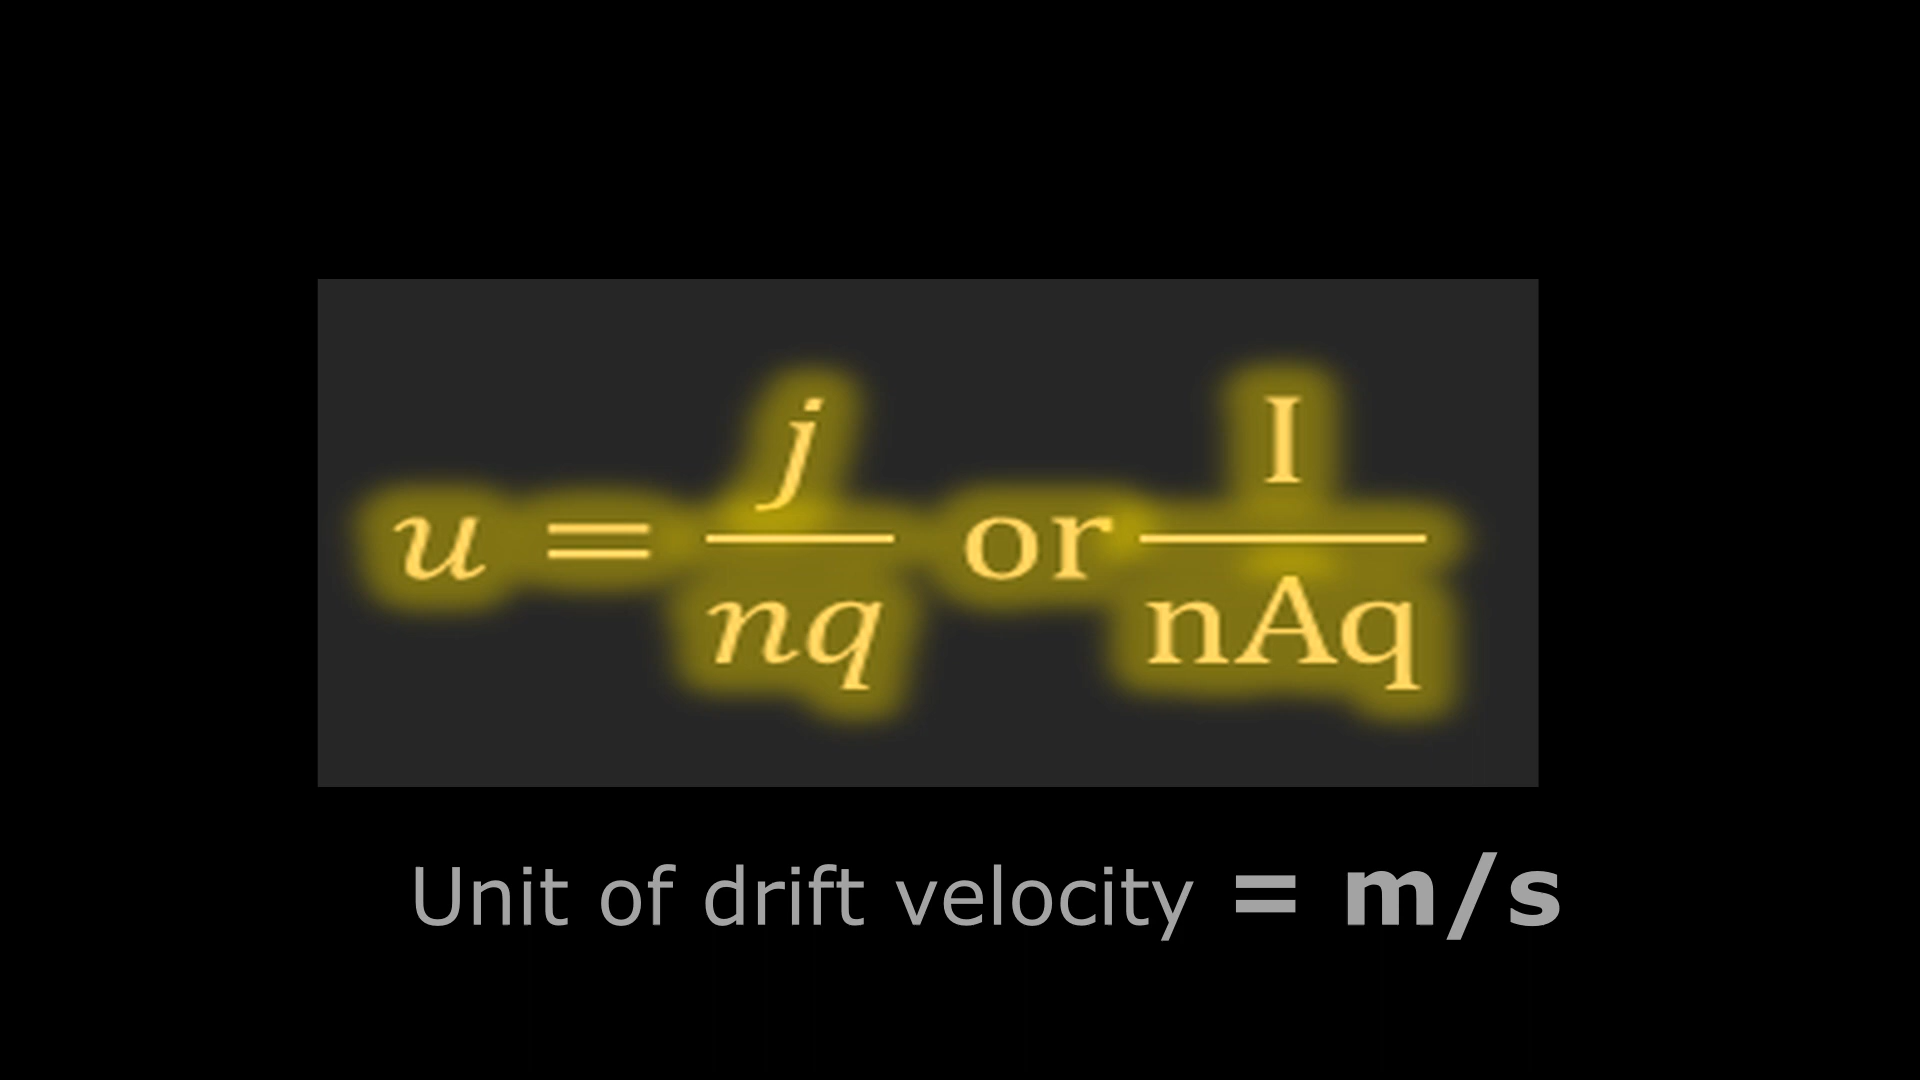 u = j/nq or I/nAq
Unit of drift velocity = m/s